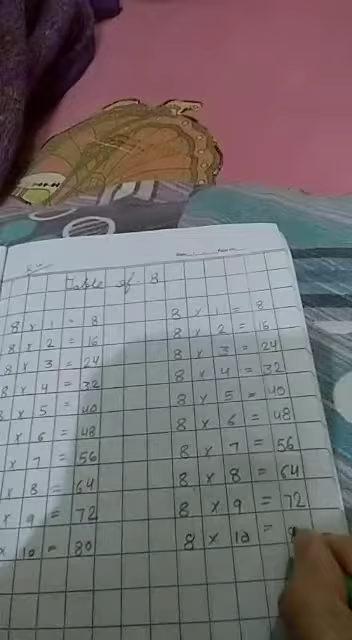 Table of 8
8 × 1 = 8
8 × 2 = 16
8 × 3 = 24
8 × 4 = 32
8 × 5 = 40
× 6 = 48
× 7 = 56
× 8 = 64
× 9 = 72
× 10 = 80
8 × 1 = 8
8 × 2 = 16
8 × 3 = 24
8 × 4 = 32
8 × 5 = 40
8 × 6 = 48
8 × 7 = 56
8 × 8 = 64
8 × 9 = 72
8 × 10 =